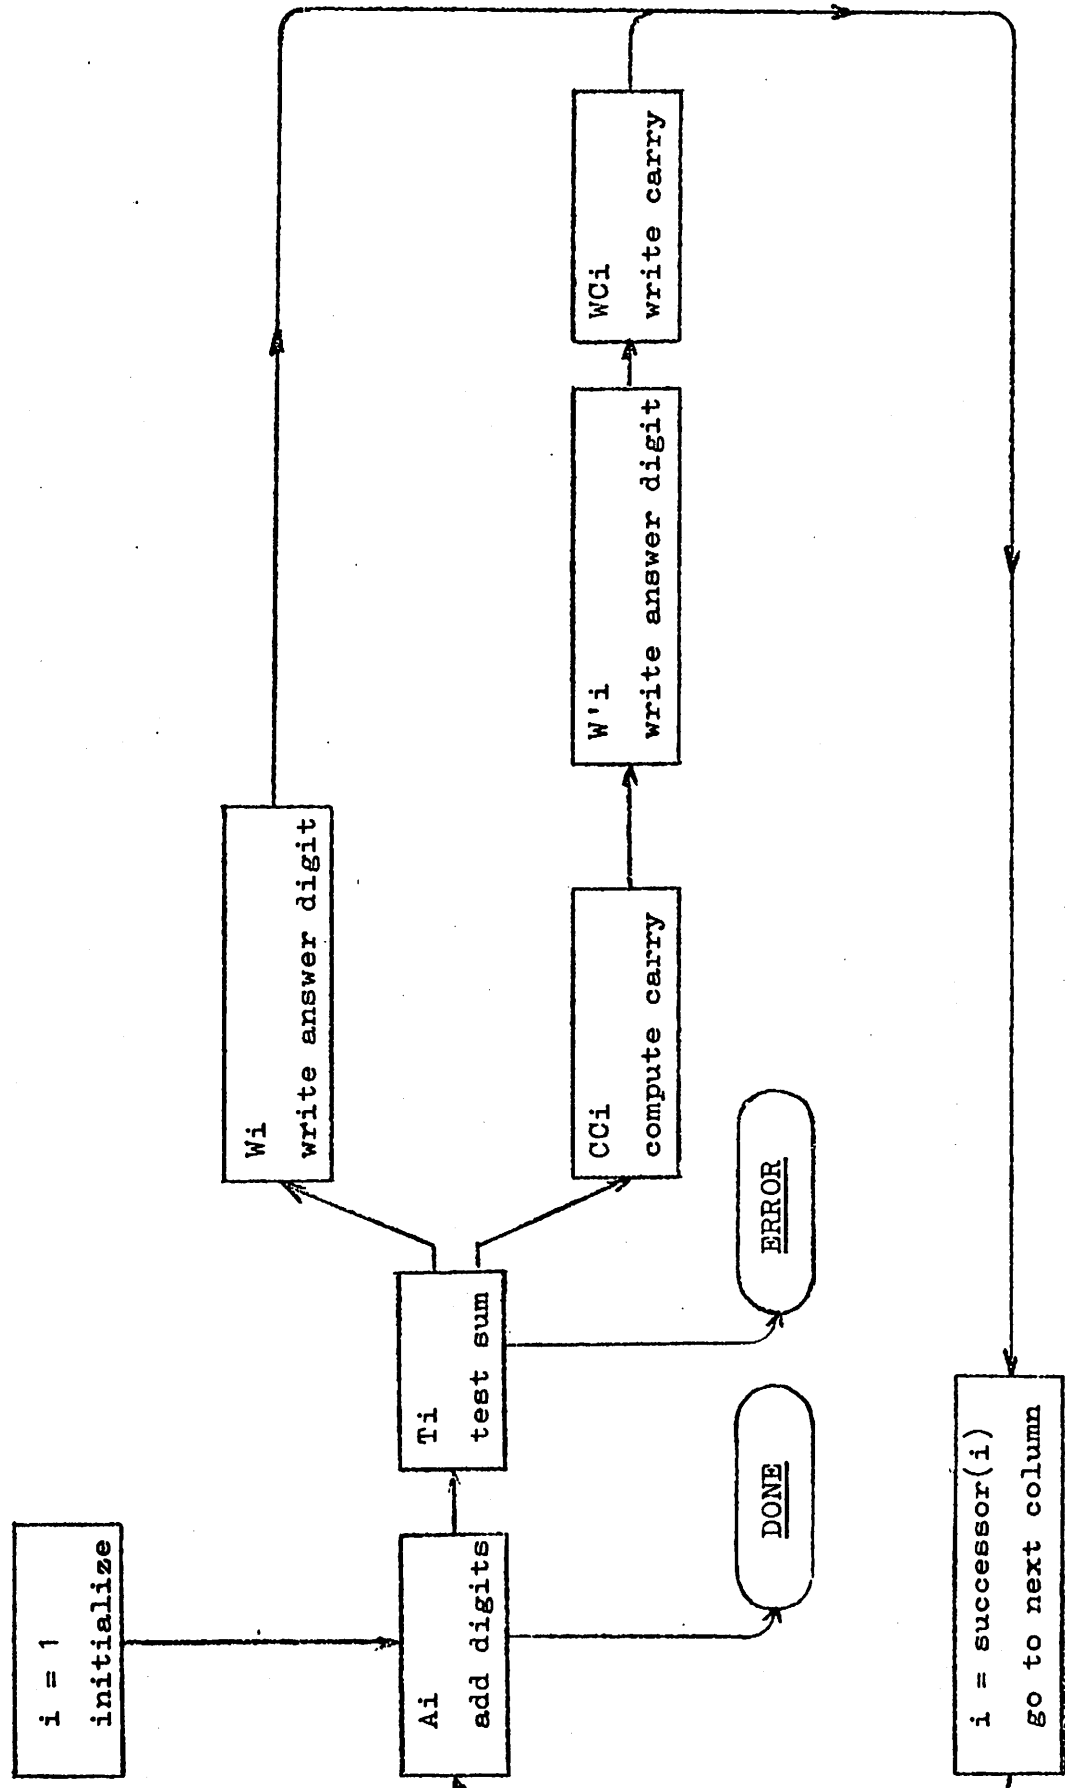 i = 1
initialize
Ai
add digits
Ti
test sum
Wi
write answer digit
CCi
compute carry
W'i
write answer digit
WCi
write carry
DONE
ERROR
i = successor(i)
go to next column